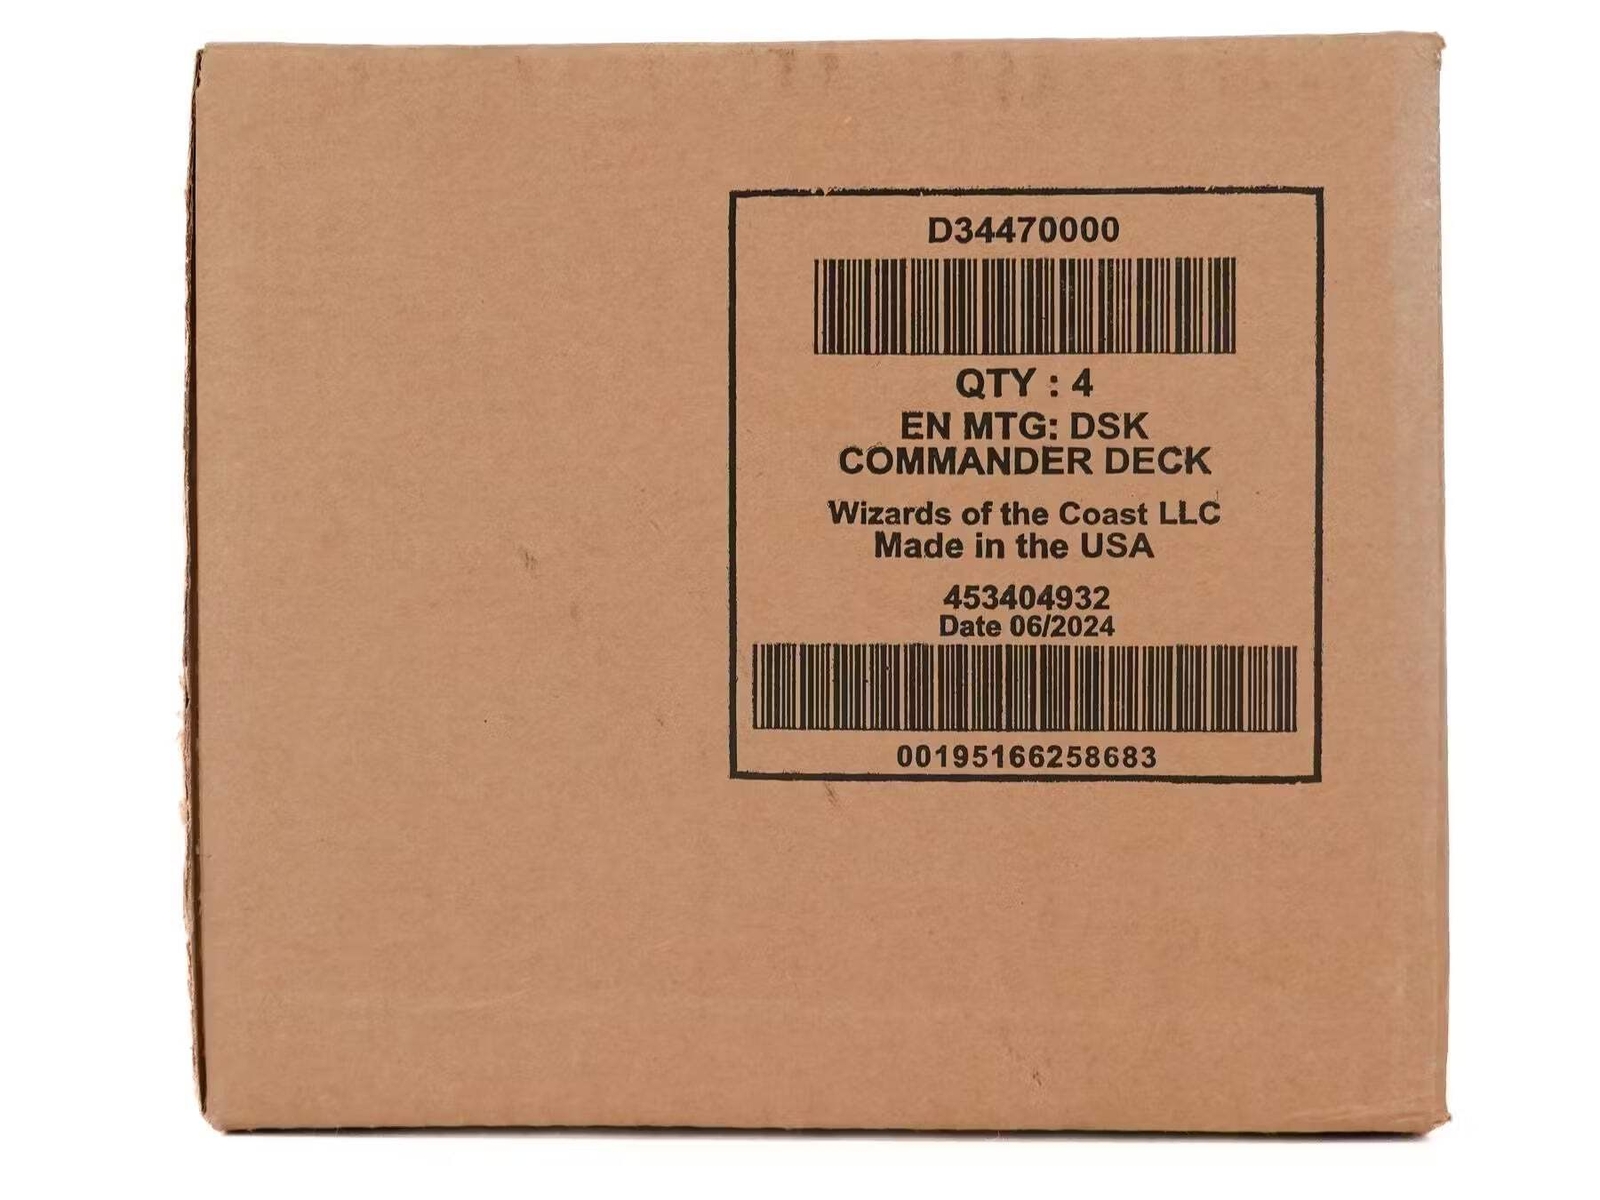 D34470000
QTY : 4
EN MTG: DSK
COMMANDER DECK
Wizards of the Coast LLC
Made in the USA
453404932
Date 06/2024
00195166258683